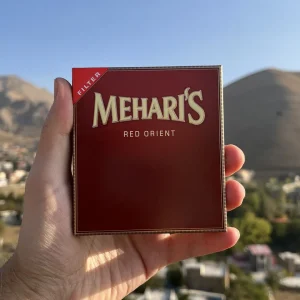 FILTER
MEHARI'S
RED ORIENT